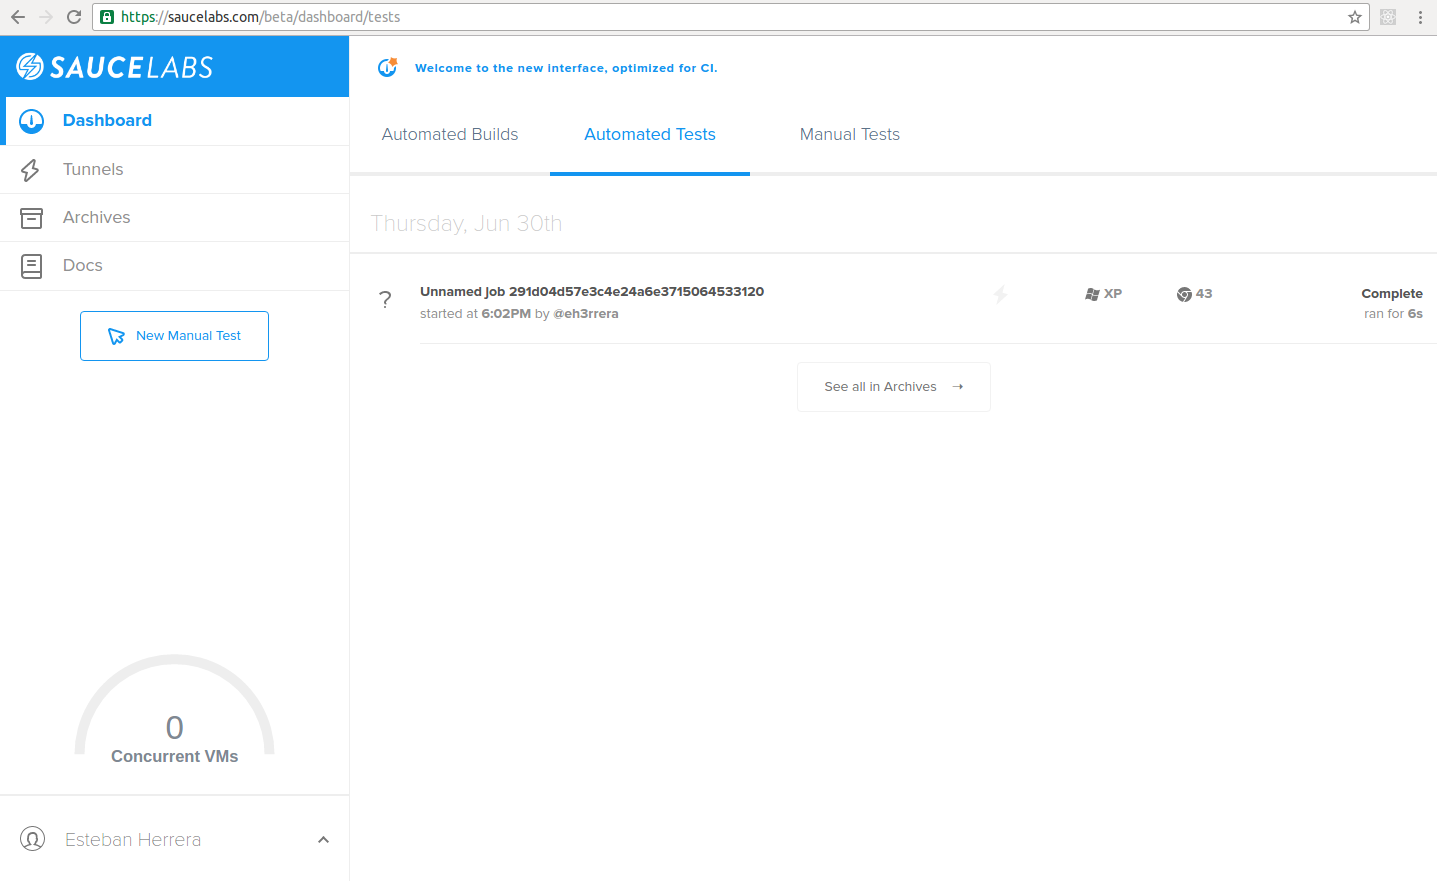 https://saucelabs.com/beta/dashboard/tests
SAUCELABS
Dashboard
Tunnels
Archives
Docs
New Manual Test
0
Concurrent VMs
Esteban Herrera
Welcome to the new interface, optimized for CI.
Automated Builds
Automated Tests
Manual Tests
Thursday, Jun 30th
?
Unnamed job 291d04d57e3c4e24a6e3715064533120
started at 6:02PM by @eh3rrera
XP
43
Complete
ran for 6s
See all in Archives →